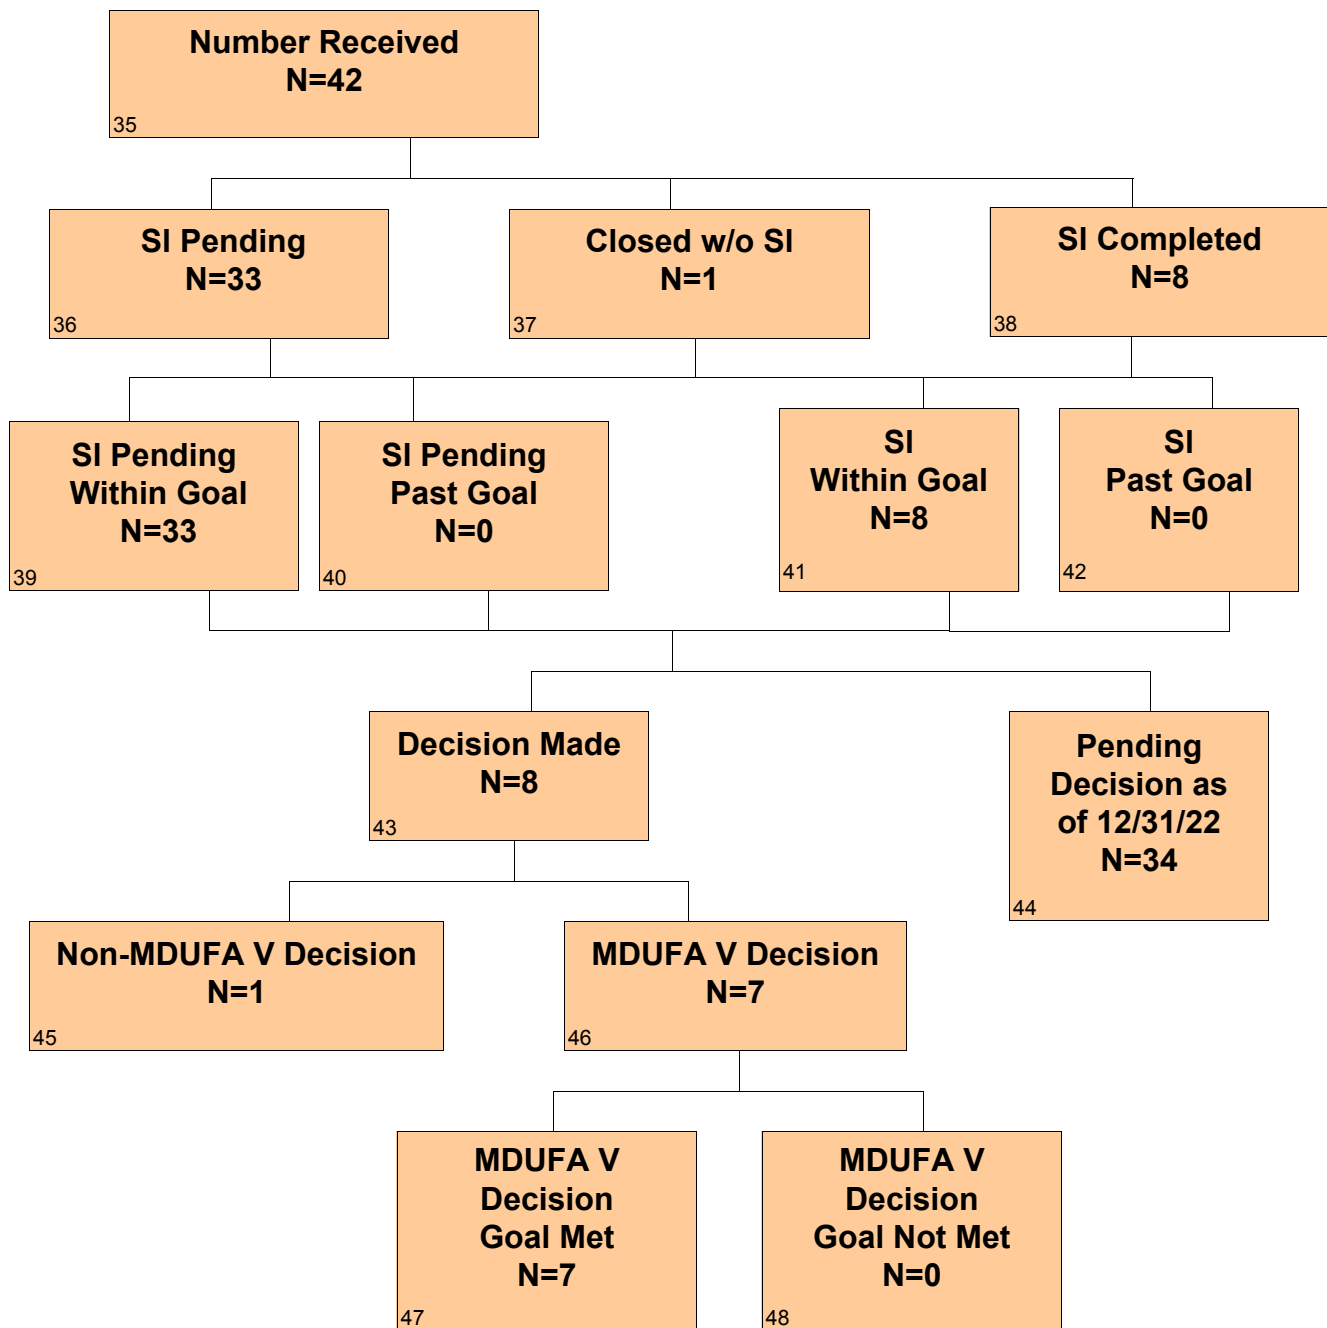 Number Received
N=42
35
SI Pending
N=33
36
Closed w/o SI
N=1
37
SI Completed
N=8
38
SI Pending
Within Goal
N=33
39
SI Pending
Past Goal
N=0
40
SI
Within Goal
N=8
41
SI
Past Goal
N=0
42
Decision Made
N=8
43
Pending
Decision as
of 12/31/22
N=34
44
Non-MDUFA V Decision
N=1
45
MDUFA V Decision
N=7
46
MDUFA V
Decision
Goal Met
N=7
47
MDUFA V
Decision
Goal Not Met
N=0
48